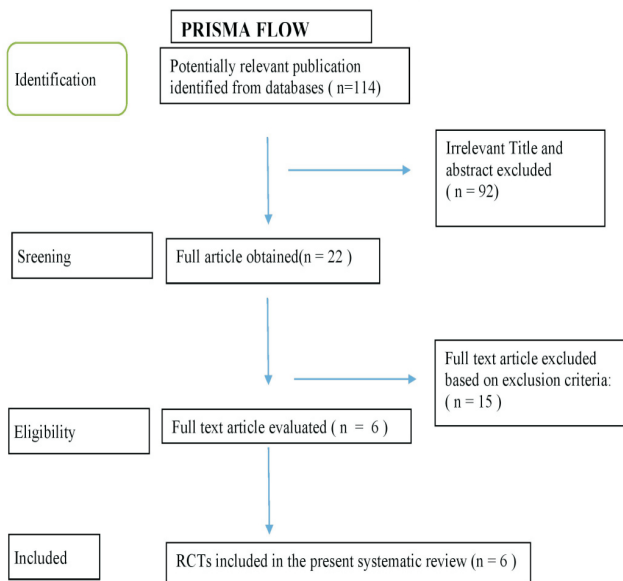 PRISMA FLOW
Identification
Potentially relevant publication
identified from databases ( n=114)
Irrelevant Title and
abstract excluded
( n = 92)
Sreening
Full article obtained(n = 22 )
Full text article excluded
based on exclusion criteria:
( n = 15 )
Eligibility
Full text article evaluated ( n = 6 )
Included
RCTs included in the present systematic review (n = 6 )